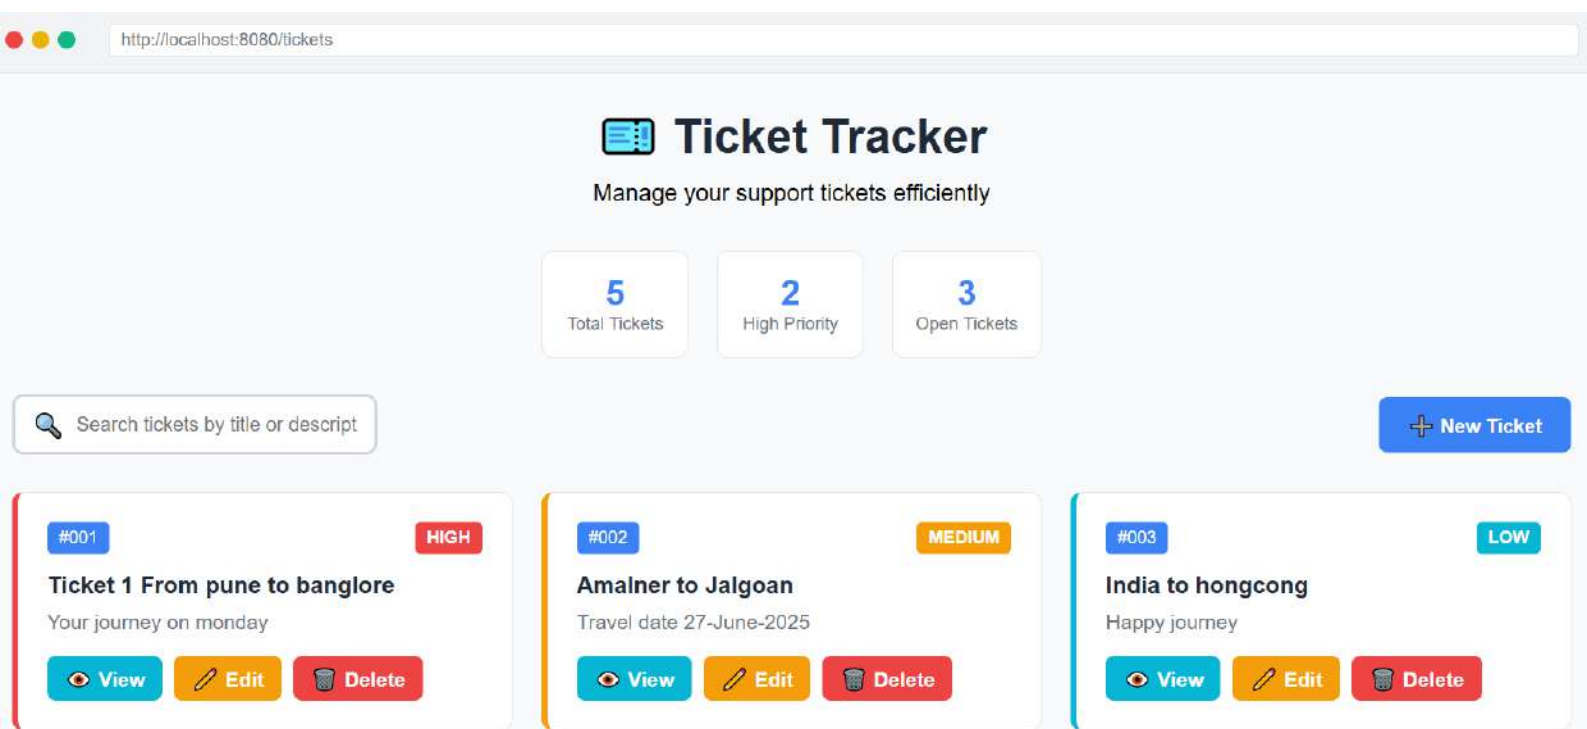 http://localhost:8080/tickets
Ticket Tracker
Manage your support tickets efficiently
5
Total Tickets
2
High Priority
3
Open Tickets
Search tickets by title or descript
New Ticket
#001
HIGH
Ticket 1 From pune to banglore
Your journey on monday
View
Edit
Delete
#002
MEDIUM
Amalner to Jalgoan
Travel date 27-June-2025
View
Edit
Delete
#003
LOW
India to hongcong
Happy journey
View
Edit
Delete